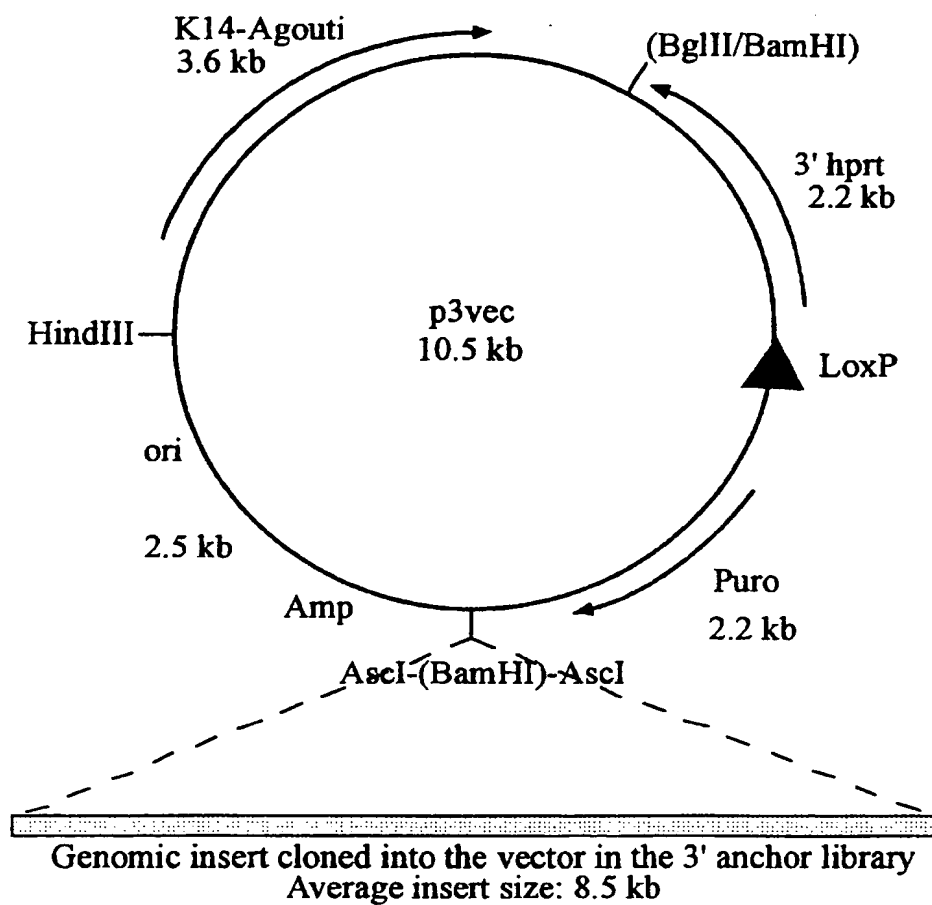 K14-Agouti
3.6 kb
(BglII/BamHI)
3' hprt
2.2 kb
p3vec
10.5 kb
HindIII
LoxP
ori
2.5 kb
Amp
Puro
2.2 kb
AscI-(BamHI)-AscI
Genomic insert cloned into the vector in the 3' anchor library
Average insert size: 8.5 kb